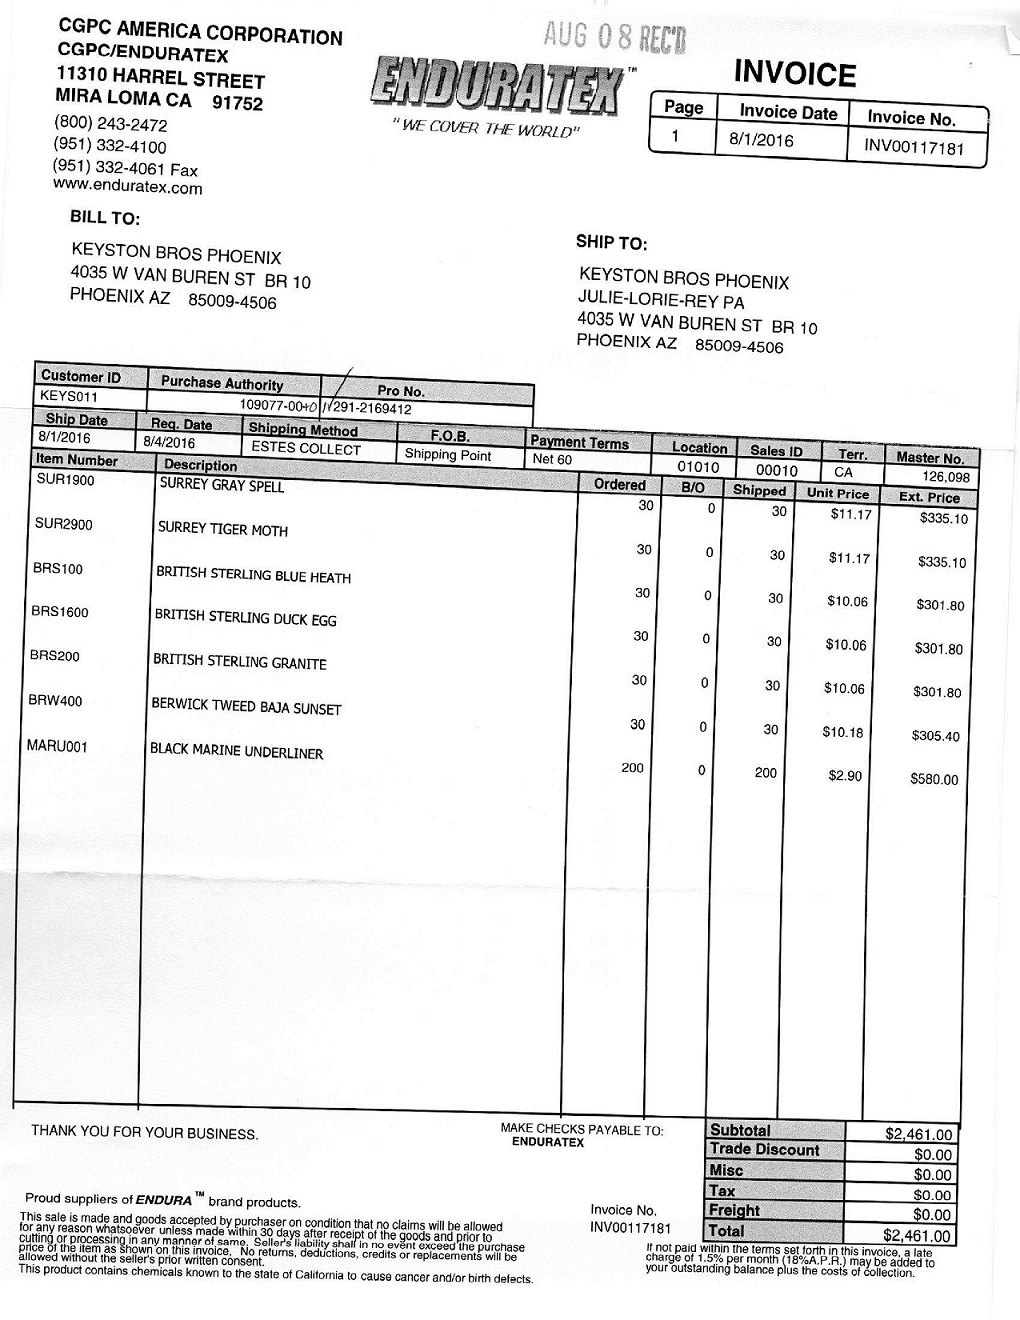 CGPC AMERICA CORPORATION
CGPC/ENDURATEX
11310 HARREL STREET
MIRA LOMA CA 91752
(800) 243-2472
(951) 332-4100
(951) 332-4061 Fax
www.enduratex.com
AUG 08 REC'D
ENDURATEX™
"WE COVER THE WORLD"
INVOICE
Page Invoice Date Invoice No.
1 8/1/2016 INV00117181
BILL TO:
KEYSTON BROS PHOENIX
4035 W VAN BUREN ST BR 10
PHOENIX AZ 85009-4506
SHIP TO:
KEYSTON BROS PHOENIX
JULIE-LORIE-REY PA
4035 W VAN BUREN ST BR 10
PHOENIX AZ 85009-4506
Customer ID Purchase Authority Pro No.
KEYS011 109077-00 291-2169412
Ship Date Req. Date Shipping Method F.O.B. Payment Terms Location Sales ID Terr. Master No.
8/1/2016 8/4/2016 ESTES COLLECT Shipping Point Net 60 01010 00010 CA 126,098
Item Number Description Ordered B/O Shipped Unit Price Ext. Price
SUR1900 SURREY GRAY SPELL 30 0 30 $11.17 $335.10
SUR2900 SURREY TIGER MOTH 30 0 30 $11.17 $335.10
BRS100 BRITISH STERLING BLUE HEATH 30 0 30 $10.06 $301.80
BRS1600 BRITISH STERLING DUCK EGG 30 0 30 $10.06 $301.80
BRS200 BRITISH STERLING GRANITE 30 0 30 $10.06 $301.80
BRW400 BERWICK TWEED BAJA SUNSET 30 0 30 $10.18 $305.40
MARU001 BLACK MARINE UNDERLINER 200 0 200 $2.90 $580.00
THANK YOU FOR YOUR BUSINESS.
MAKE CHECKS PAYABLE TO:
ENDURATEX
Subtotal $2,461.00
Trade Discount $0.00
Misc $0.00
Tax $0.00
Freight $0.00
Total $2,461.00
Proud suppliers of ENDURA™ brand products.
Invoice No.
INV00117181
This sale is made and goods accepted by purchaser on condition that no claims will be allowed
for any reason whatsoever unless made within 30 days after receipt of the goods and prior to
cutting or processing in any manner of same. Seller's liability shall in no event exceed the purchase
price of the item as shown on this invoice. No returns, deductions, credits or replacements will be
allowed without the seller's prior written consent.
This product contains chemicals known to the state of California to cause cancer and/or birth defects.
If not paid within the terms set forth in this invoice, a late
charge of 1.5% per month (18%A.P.R.) may be added to
your outstanding balance plus the costs of collection.